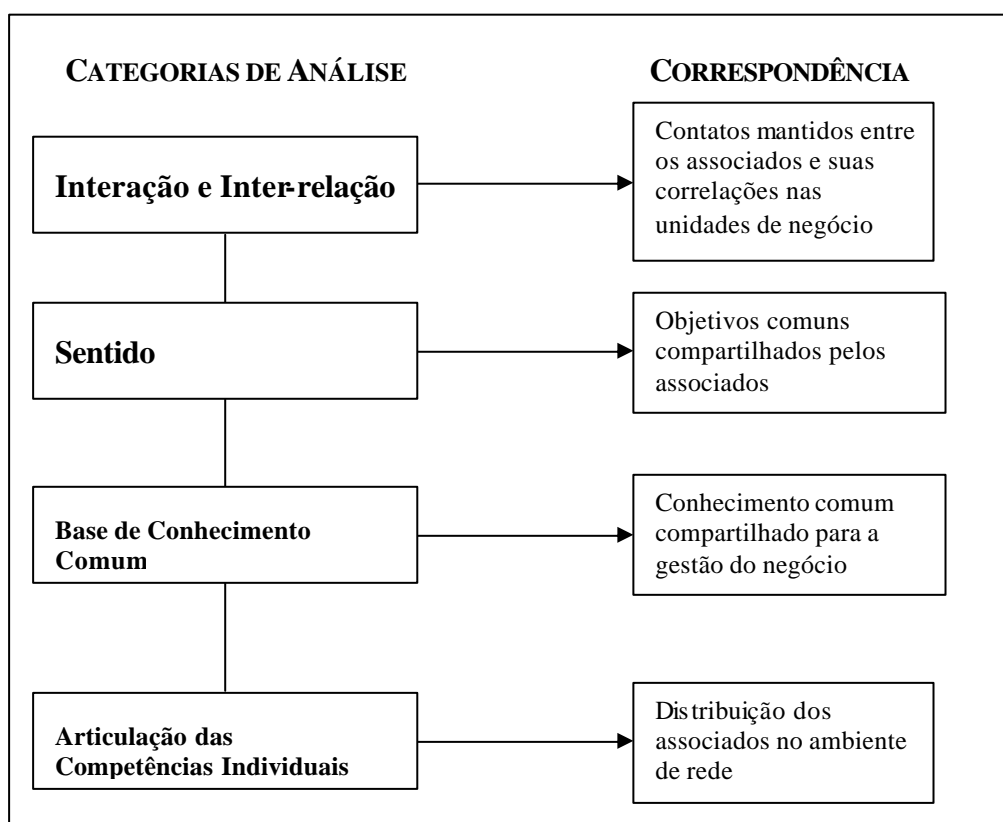 CATEGORIAS DE ANÁLISE
CORRESPONDÊNCIA
Interação e Inter-relação
Contatos mantidos entre
os associados e suas
correlações nas
unidades de negócio
Sentido
Objetivos comuns
compartilhados pelos
associados
Base de Conhecimento
Comum
Conhecimento comum
compartilhado para a
gestão do negócio
Articulação das
Competências Individuais
Distribuição dos
associados no ambiente
de rede